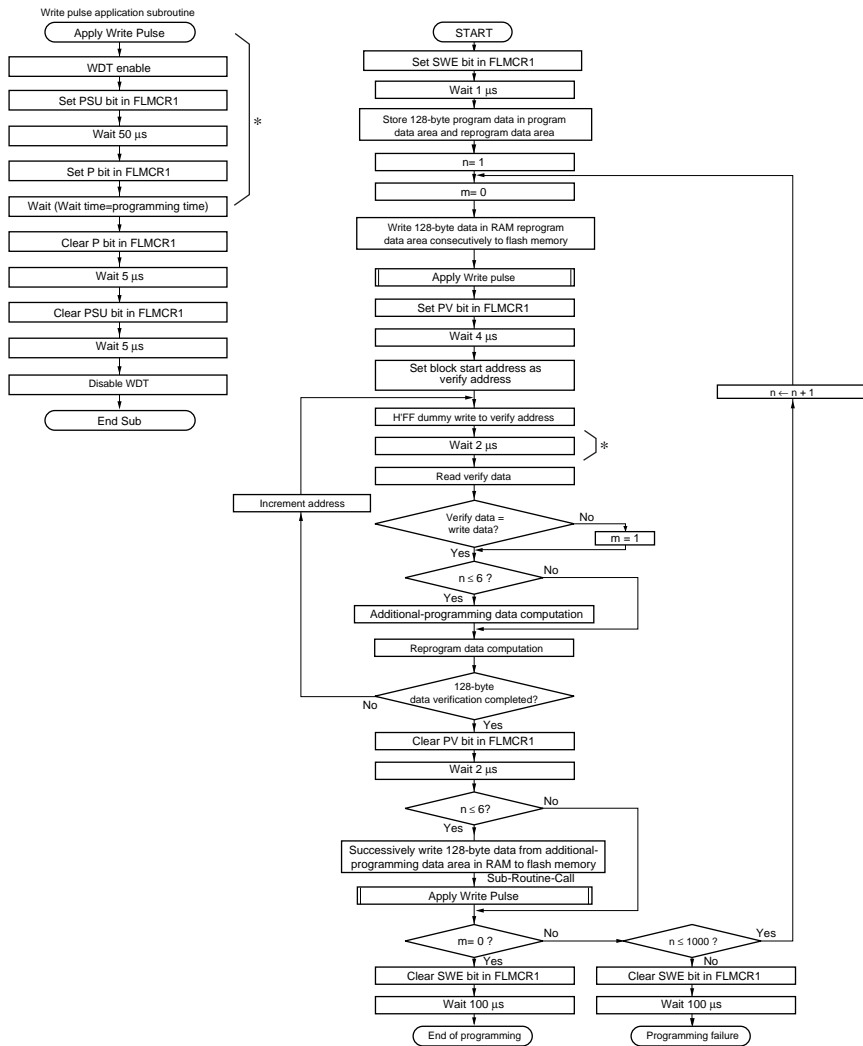 Write pulse application subroutine
Apply Write Pulse
WDT enable
Set PSU bit in FLMCR1
Wait 50 µs
*
Set P bit in FLMCR1
Wait (Wait time=programming time)
Clear P bit in FLMCR1
Wait 5 µs
Clear PSU bit in FLMCR1
Wait 5 µs
Disable WDT
End Sub
START
Set SWE bit in FLMCR1
Wait 1 µs
Store 128-byte program data in program
data area and reprogram data area
n= 1
m= 0
Write 128-byte data in RAM reprogram
data area consecutively to flash memory
Apply Write pulse
Set PV bit in FLMCR1
Wait 4 µs
Set block start address as
verify address
n ← n + 1
H'FF dummy write to verify address
Wait 2 µs
*
Read verify data
Increment address
Verify data =
write data?
No
m = 1
Yes
n ≤ 6 ?
No
Yes
Additional-programming data computation
Reprogram data computation
128-byte
data verification completed?
No
Yes
Clear PV bit in FLMCR1
Wait 2 µs
n ≤ 6?
No
Yes
Successively write 128-byte data from additional-
programming data area in RAM to flash memory
Sub-Routine-Call
Apply Write Pulse
m= 0 ?
No
n ≤ 1000 ?
Yes
Yes
No
Clear SWE bit in FLMCR1
Clear SWE bit in FLMCR1
Wait 100 µs
Wait 100 µs
End of programming
Programming failure